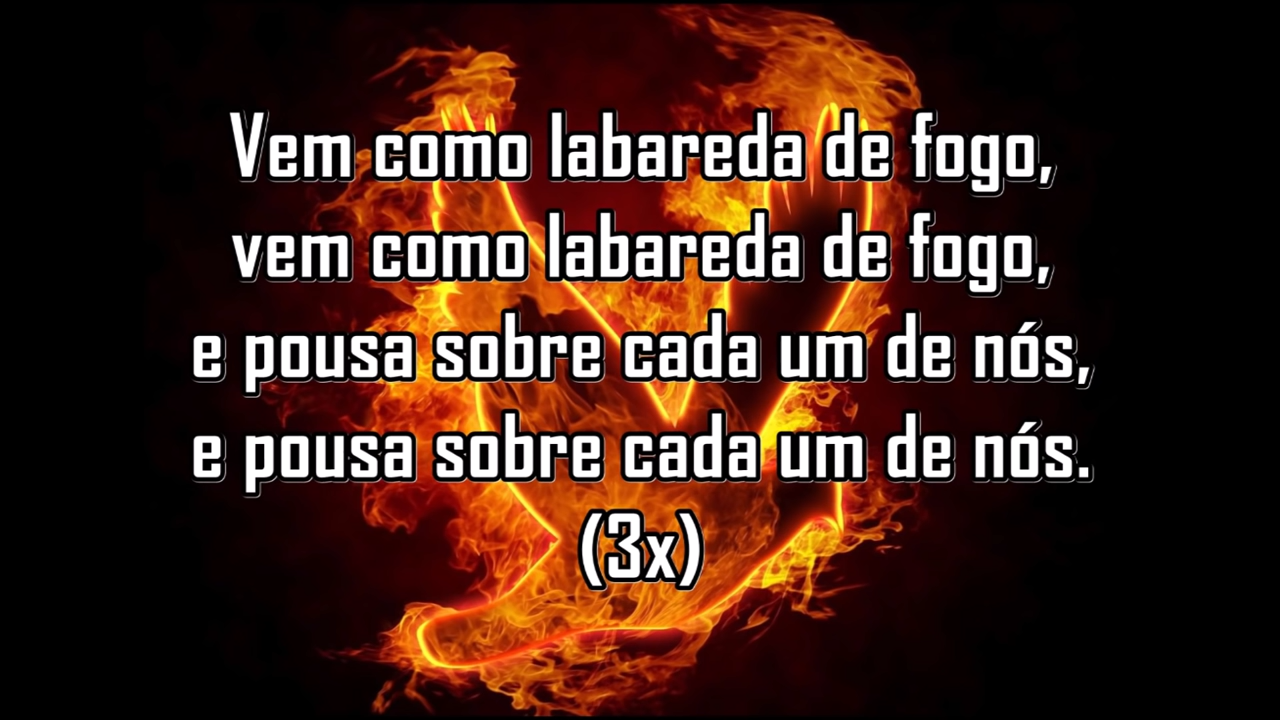 Vem como labareda de fogo,
vem como labareda de fogo,
e pousa sobre cada um de nós,
e pousa sobre cada um de nós.
(3x)